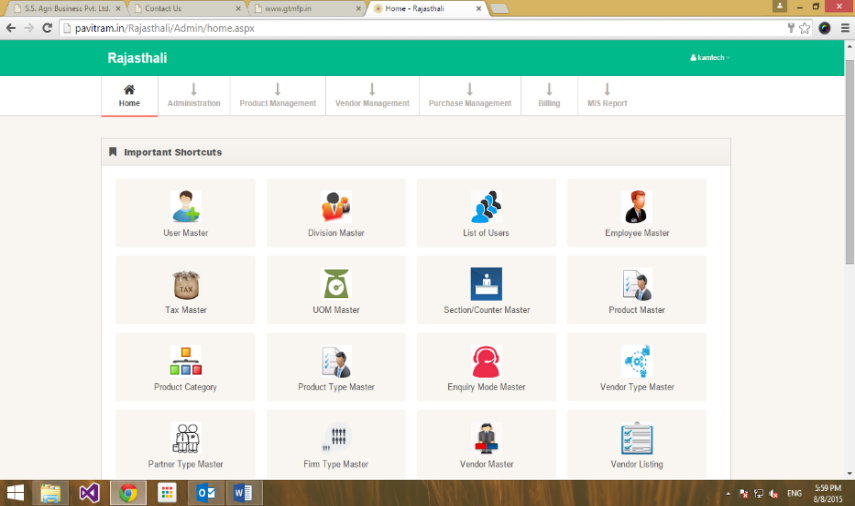 S.S. Agri Business Pvt. Ltd.
Contact Us
www.gtmfp.in
Home - Rajasthali
pavitram.in/Rajasthali/Admin/home.aspx
Rajasthali
kamtech
Home
Administration
Product Management
Vendor Management
Purchase Management
Billing
MIS Report
Important Shortcuts
User Master
Division Master
List of Users
Employee Master
TAX
Tax Master
UOM Master
Section/Counter Master
Product Master
Product Category
Product Type Master
Enquiry Mode Master
Vendor Type Master
Partner Type Master
Firm Type Master
Vendor Master
Vendor Listing
ENG
5:59 PM
8/8/2015